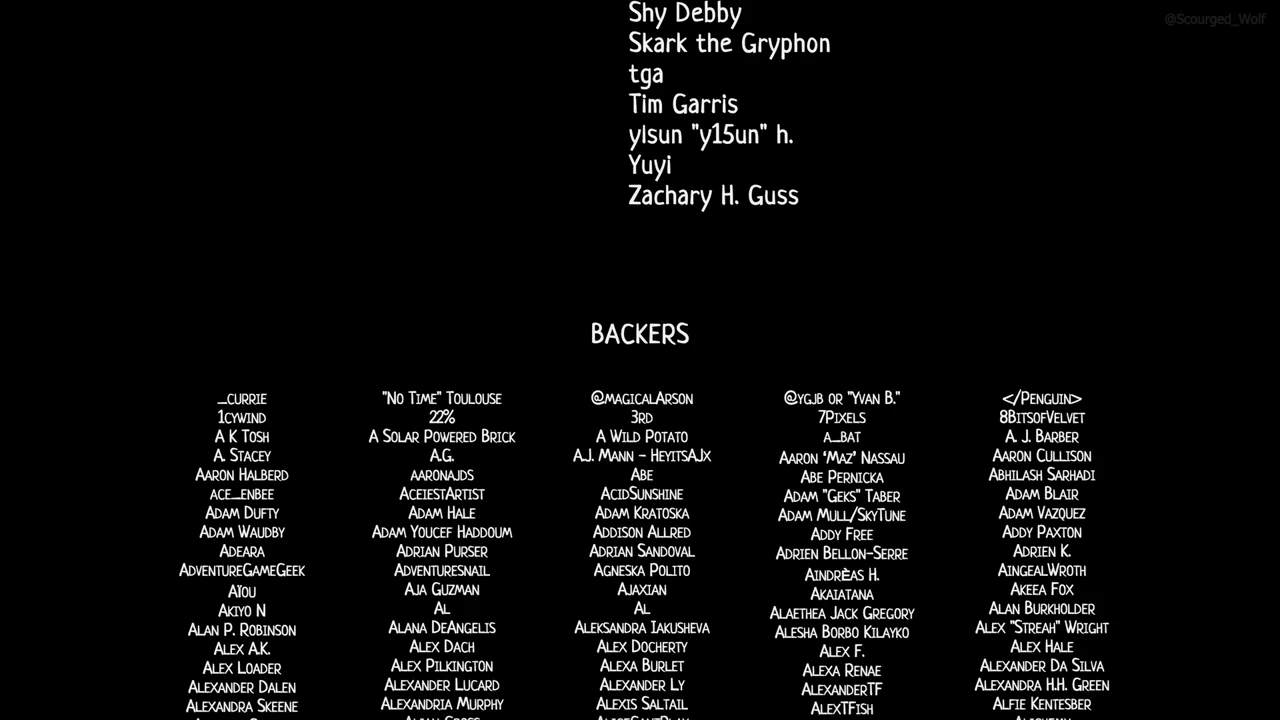 @Scourged_Wolf
Shy Debby
Skark the Gryphon
tga
Tim Garris
ylsun "y15un" h.
Yuyi
Zachary H. Guss
BACKERS
_currie "No Time" Toulouse @magicalArson @ygjb or "Yvan B." </Penguin>
1cywind 22% 3rd 7Pixels 8BitsofVelvet
A K Tosh A Solar Powered Brick A Wild Potato a_bat A. J. Barber
A. Stacey A.G. A.J. Mann - HeyitsAJx Aaron 'Maz' Nassau Aaron Cullison
Aaron Halberd aaronajds Abe Abe Pernicka Abhilash Sarhadi
ace_enbee AceiestArtist AcidSunshine Adam "Geks" Taber Adam Blair
Adam Dufty Adam Hale Adam Kratoska Adam Mull/SkyTune Adam Vazquez
Adam Waudby Adam Youcef Haddoum Addison Allred Addy Free Addy Paxton
Adeara Adrian Purser Adrian Sandoval Adrien Bellon-Serre Adrien K.
AdventureGameGeek Adventuresnail Agneska Polito Aindrèas H. AingealWroth
Aïou Aja Guzman Ajaxian Akaiatana Akeea Fox
Akiyo N Al Al Alaethea Jack Gregory Alan Burkholder
Alan P. Robinson Alana DeAngelis Aleksandra Iakusheva Alesha Borbo Kilayko Alex "Streah" Wright
Alex A.K. Alex Dach Alex Docherty Alex F. Alex Hale
Alex Loader Alex Pilkington Alexa Burlet Alexa Renae Alexander Da Silva
Alexander Dalen Alexander Lucard Alexander Ly AlexanderTF Alexandra H.H. Green
Alexandra Skeene Alexandria Murphy Alexis Saltail AlexTFish Alfie Kentesber